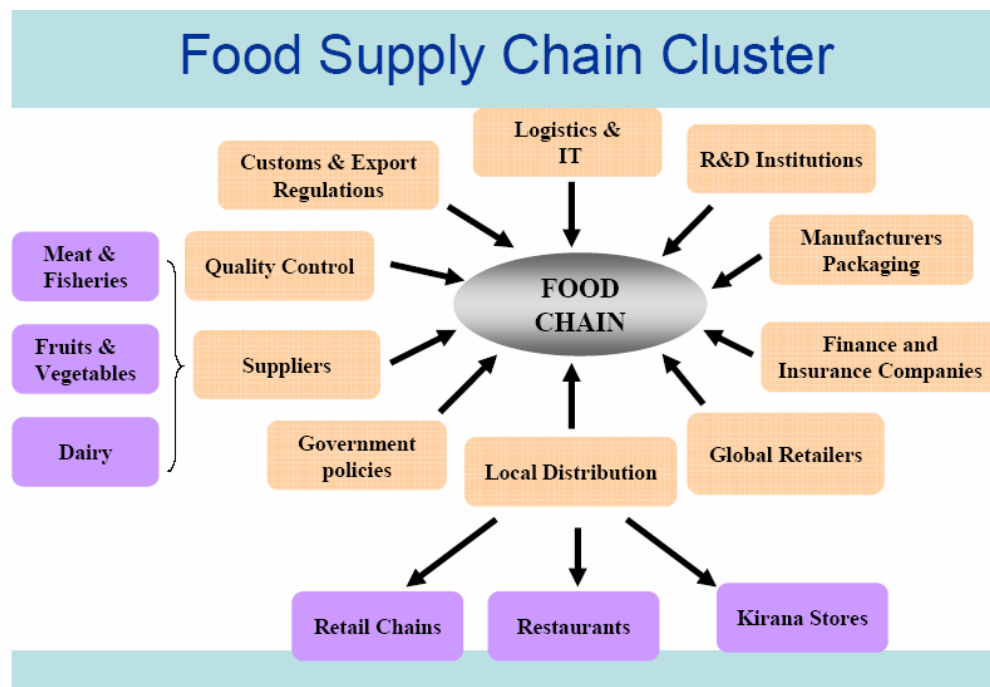 Food Supply Chain Cluster
Logistics &
IT
Customs & Export
Regulations
R&D Institutions
Meat &
Fisheries
Quality Control
Manufacturers
Packaging
FOOD
CHAIN
Fruits &
Vegetables
Suppliers
Finance and
Insurance Companies
Dairy
Government
policies
Local Distribution
Global Retailers
Retail Chains
Restaurants
Kirana Stores